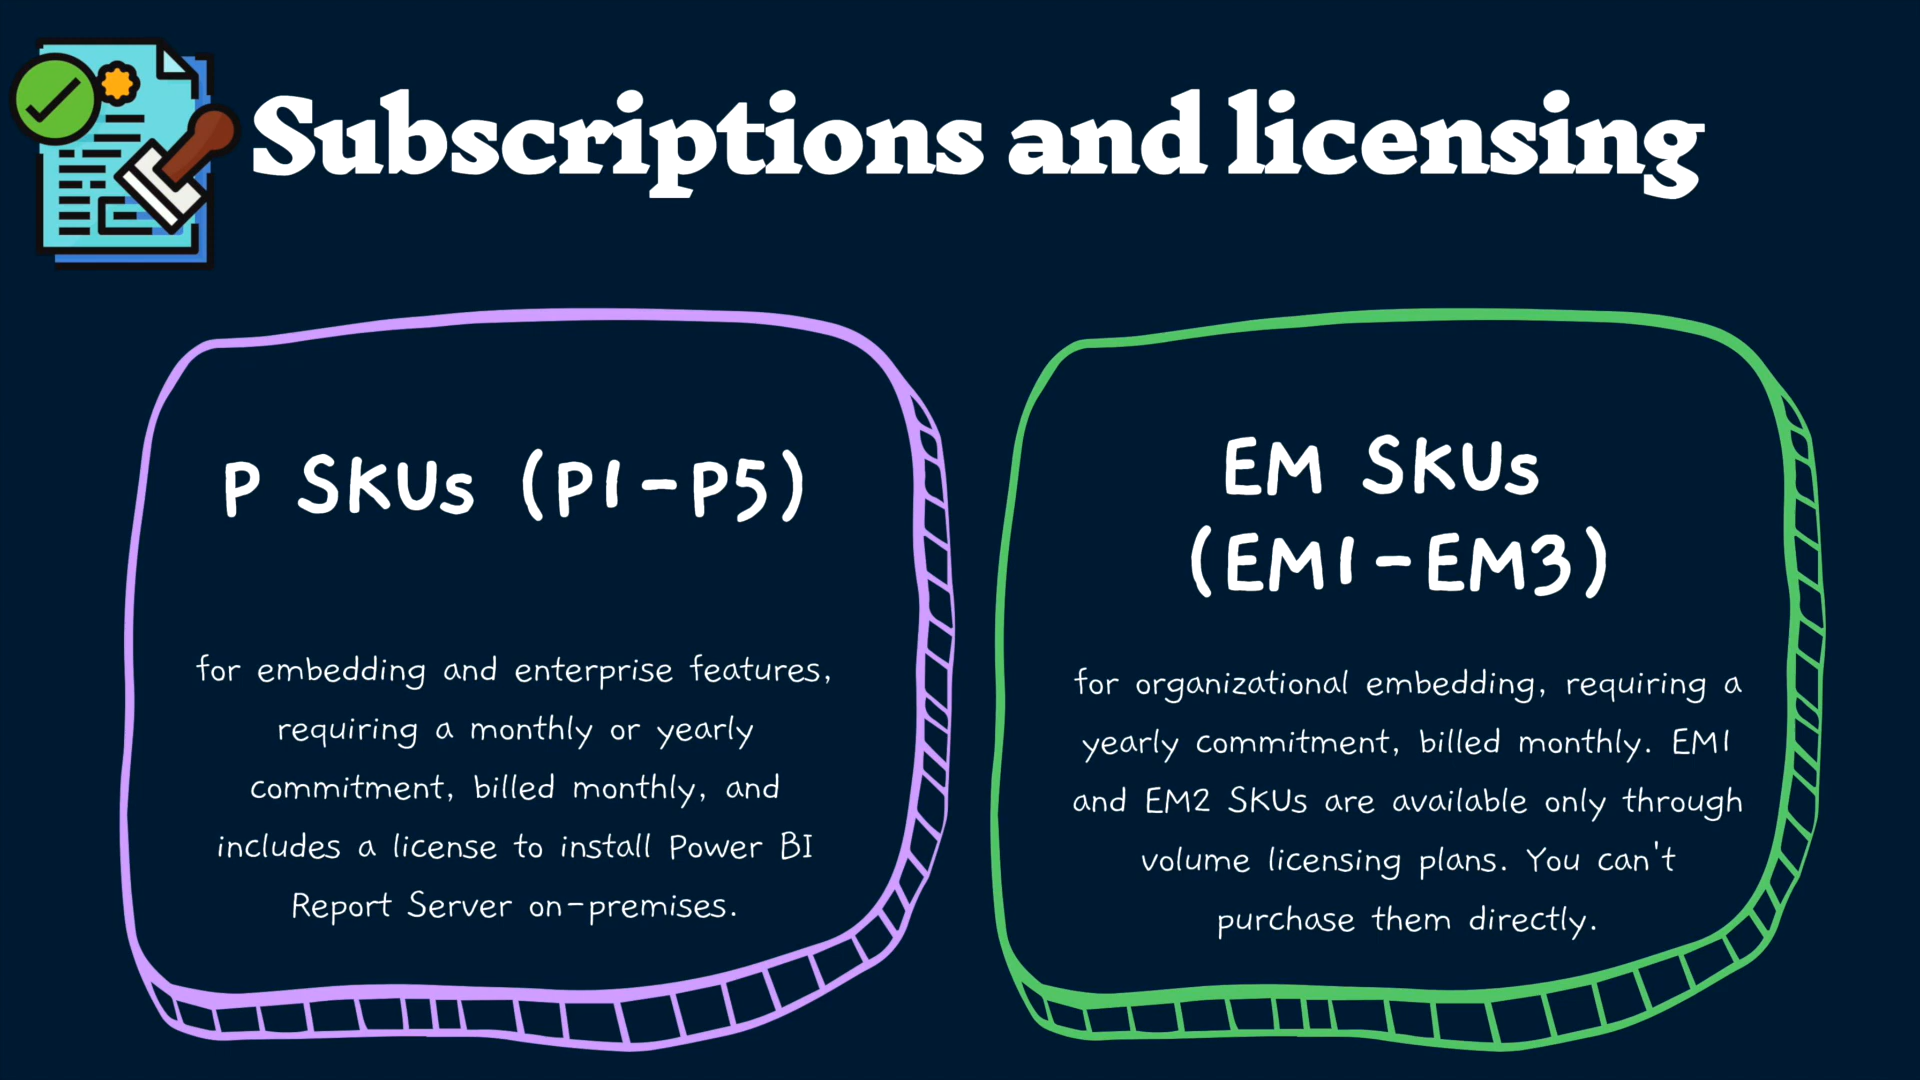 Subscriptions and licensing
P SKUs (P1-P5)
for embedding and enterprise features,
requiring a monthly or yearly
commitment, billed monthly, and
includes a license to install Power BI
Report Server on-premises.
EM SKUs
(EM1-EM3)
for organizational embedding, requiring a
yearly commitment, billed monthly. EM1
and EM2 SKUs are available only through
volume licensing plans. You can't
purchase them directly.